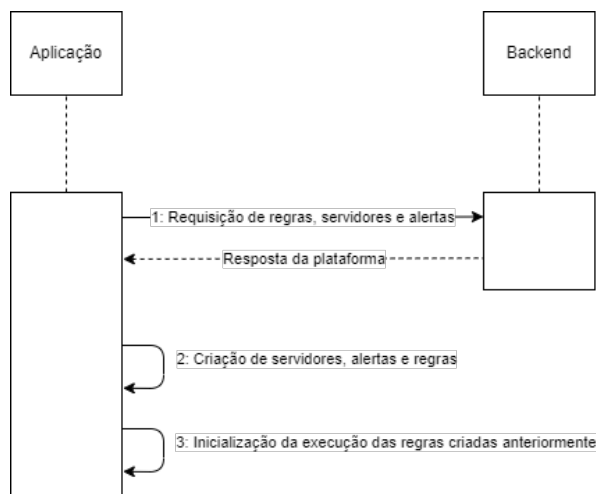 Aplicação
Backend
1: Requisição de regras, servidores e alertas
Resposta da plataforma
2: Criação de servidores, alertas e regras
3: Inicialização da execução das regras criadas anteriormente